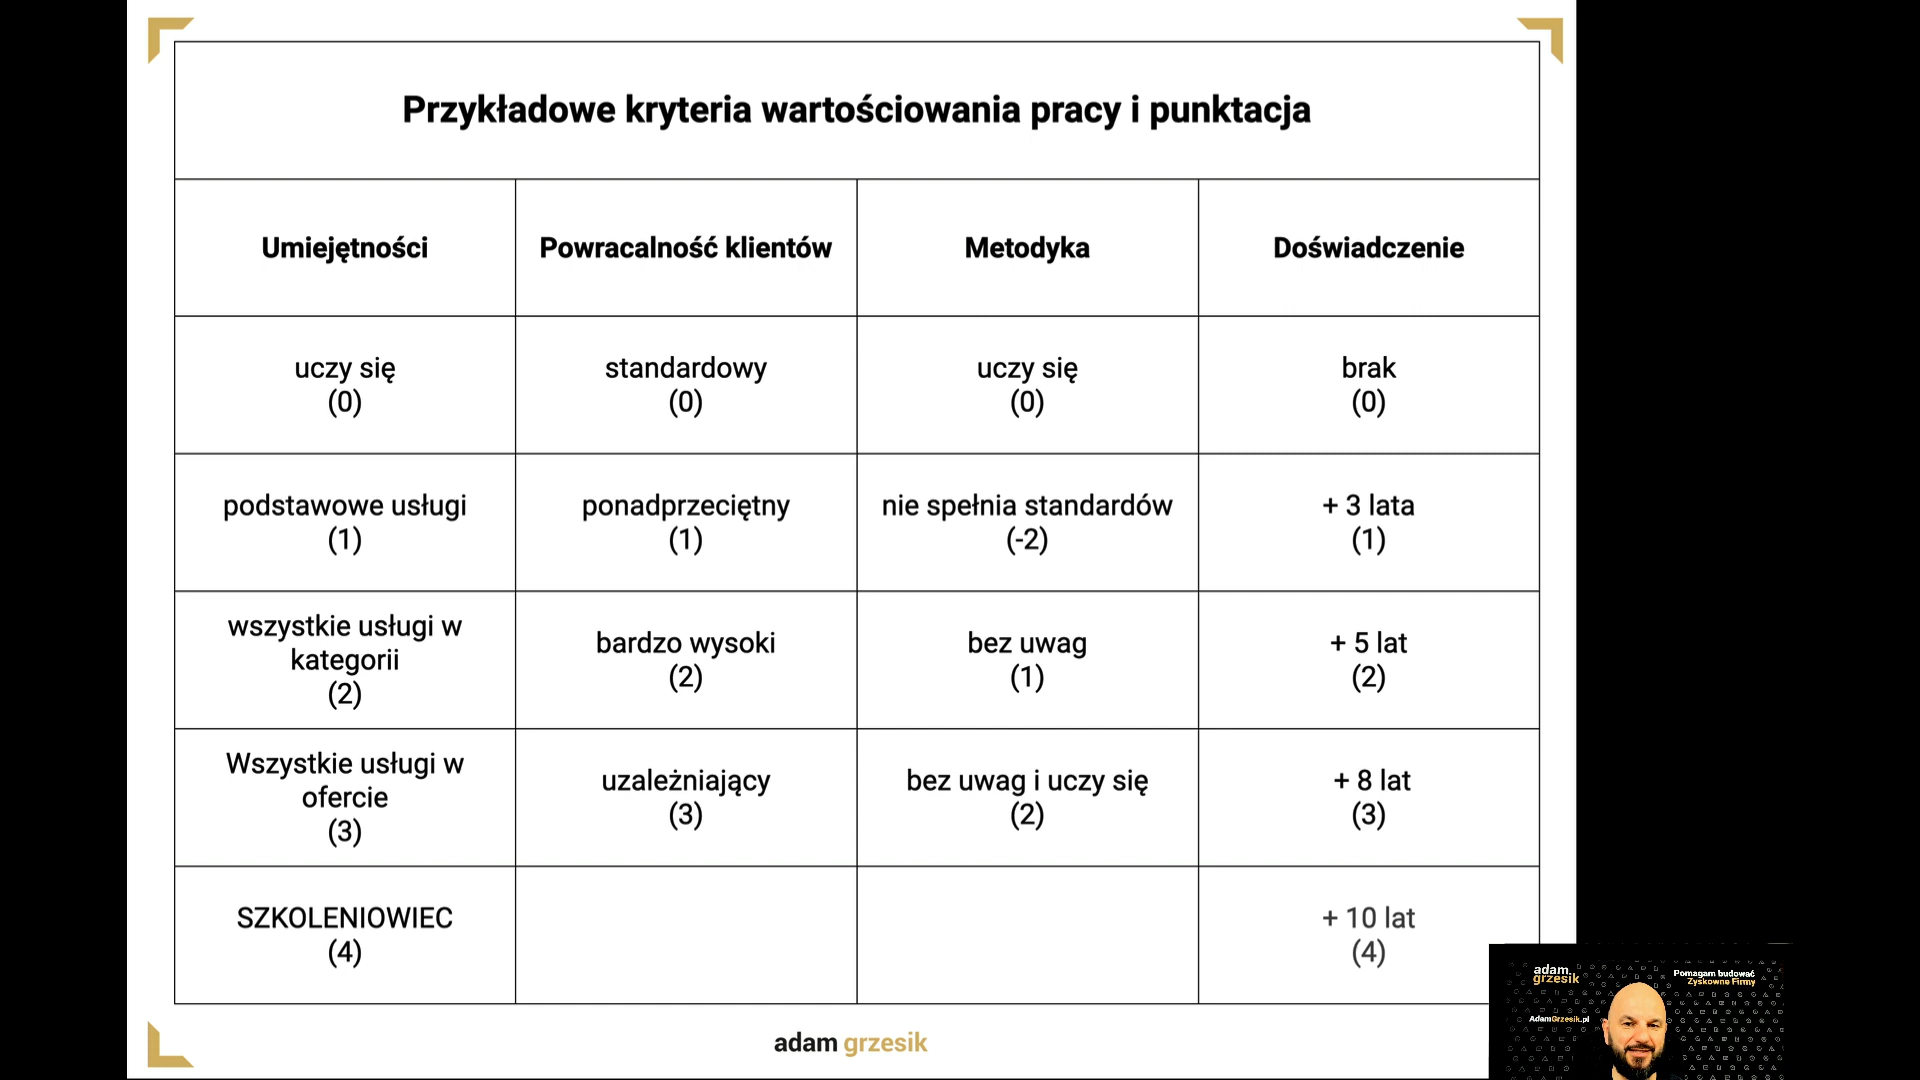 Przykładowe kryteria wartościowania pracy i punktacja
Umiejętności
Powracalność klientów
Metodyka
Doświadczenie
uczy się
(0)
standardowy
(0)
uczy się
(0)
brak
(0)
podstawowe usługi
(1)
ponadprzeciętny
(1)
nie spełnia standardów
(-2)
+ 3 lata
(1)
wszystkie usługi w
kategorii
(2)
bardzo wysoki
(2)
bez uwag
(1)
+ 5 lat
(2)
Wszystkie usługi w
ofercie
(3)
uzależniający
(3)
bez uwag i uczy się
(2)
+ 8 lat
(3)
SZKOLENIOWIEC
(4)
+ 10 lat
(4)
adam grzesik
adam
grzesik
Pomagam budować
Zyskowne Firmy
AdamGrzesik.pl